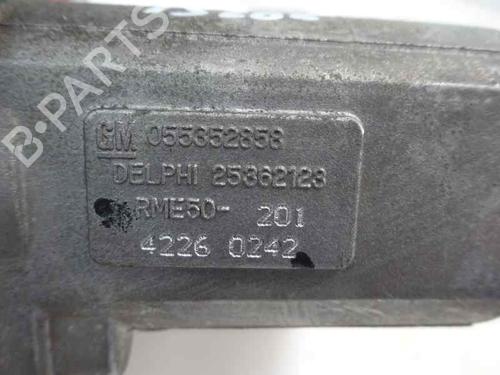 GM 055352858
DELPHI 25362123
RME50- 201
4226 0242
B-PARTS